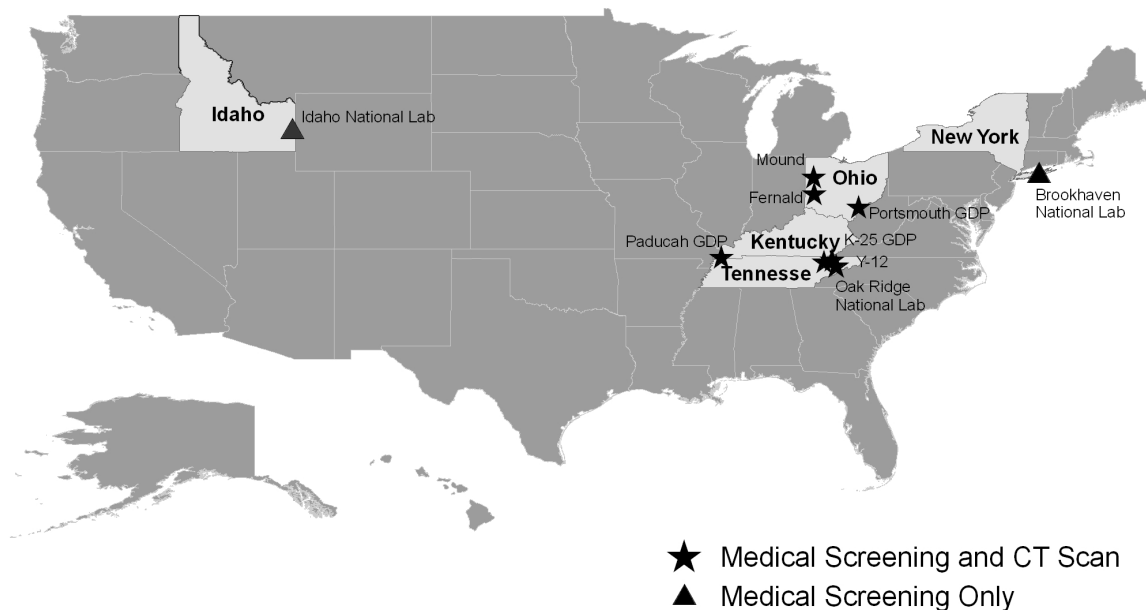 Idaho
Idaho National Lab
New York
Mound
Ohio
Fernald
Brookhaven
National Lab
Portsmouth GDP
Paducah GDP
Kentucky
K-25 GDP
Y-12
Tennesse
Oak Ridge
National Lab
Medical Screening and CT Scan
Medical Screening Only